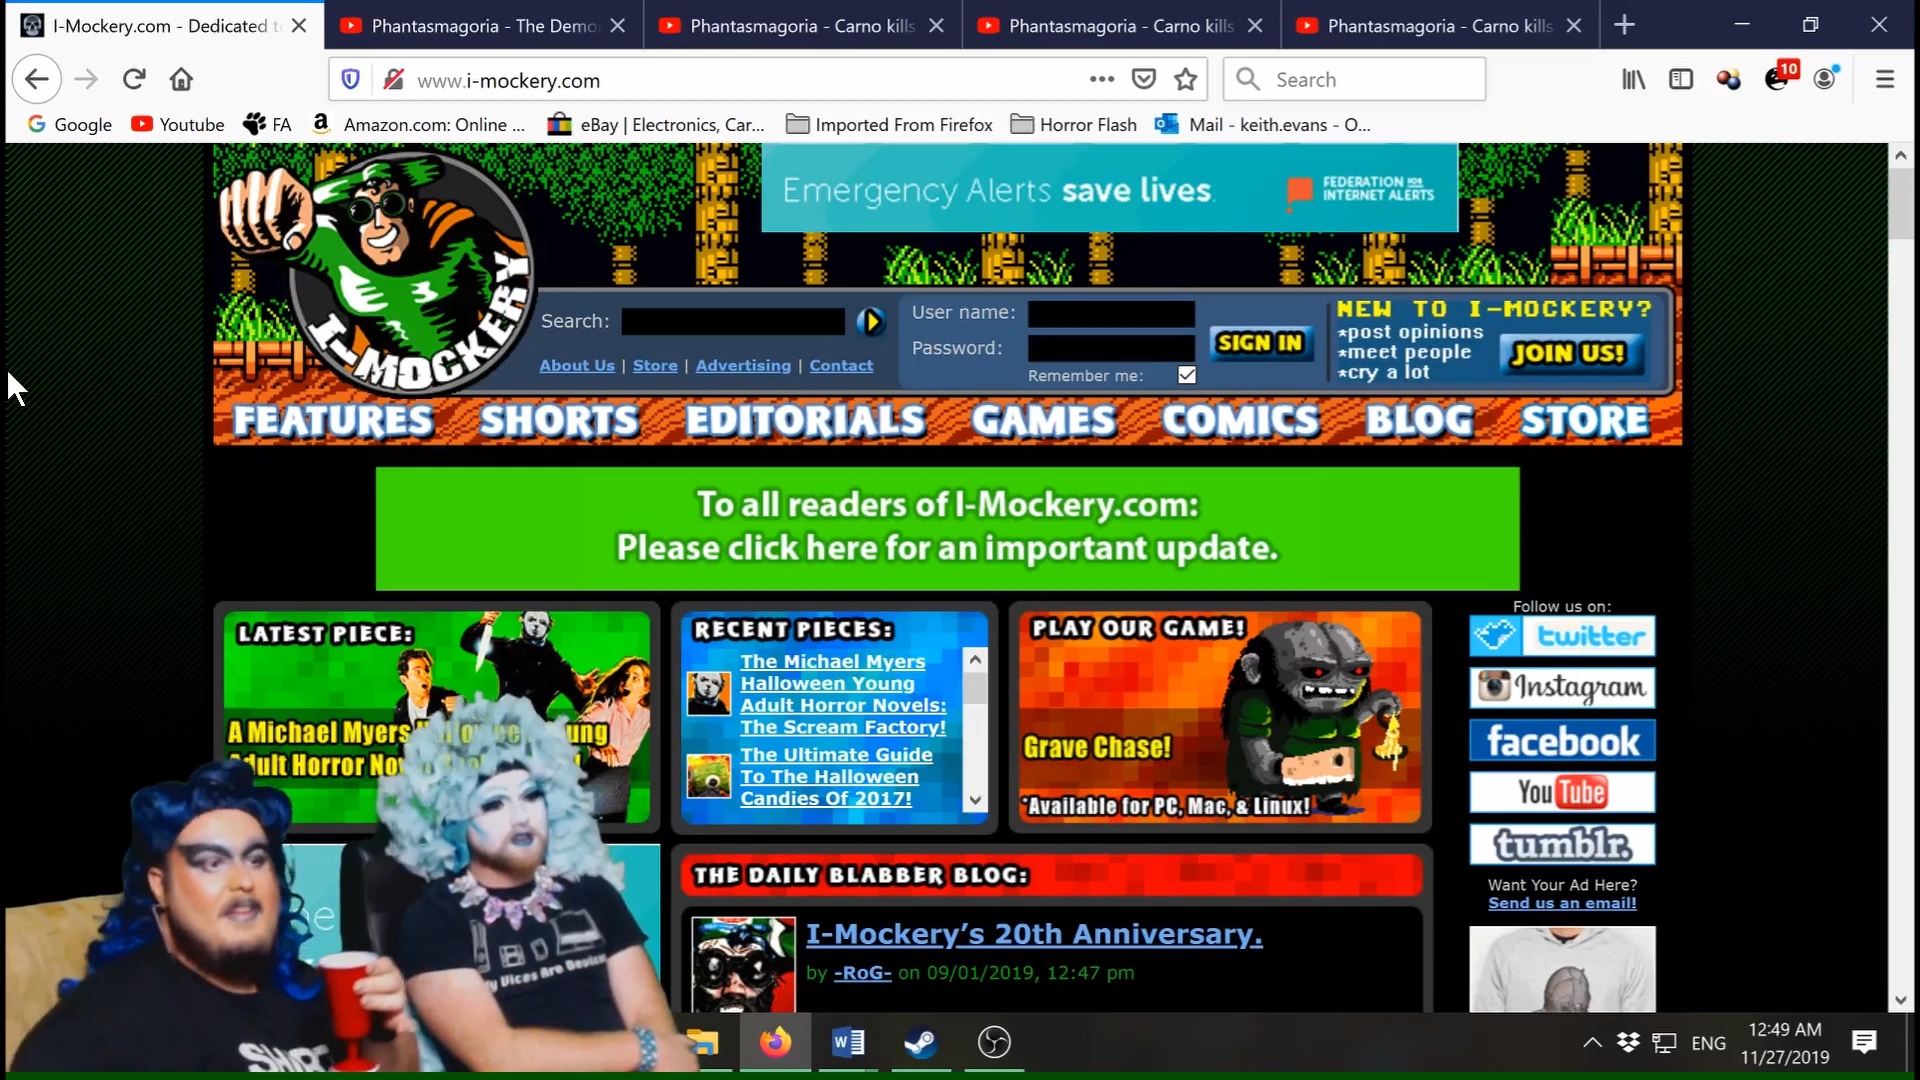 I-Mockery.com - Dedicated t
Phantasmagoria - The Demo
Phantasmagoria - Carno kills
Phantasmagoria - Carno kills
Phantasmagoria - Carno kills
www.i-mockery.com
Search
10
Google
Youtube
FA
Amazon.com: Online ...
eBay | Electronics, Car...
Imported From Firefox
Horror Flash
Mail - keith.evans - O...
Emergency Alerts save lives.
FEDERATION FOR
INTERNET ALERTS
I-MOCKERY
Search:
About Us | Store | Advertising | Contact
User name:
Password:
Remember me:
SIGN IN
NEW TO I-MOCKERY?
*post opinions
*meet people
*cry a lot
JOIN US!
FEATURES SHORTS EDITORIALS GAMES COMICS BLOG STORE
To all readers of I-Mockery.com:
Please click here for an important update.
LATEST PIECE:
A Michael Myers
RECENT PIECES:
The Michael Myers
Halloween Young
Adult Horror Novels:
The Scream Factory!
The Ultimate Guide
To The Halloween
Candies Of 2017!
PLAY OUR GAME!
Grave Chase!
*Available for PC, Mac, & Linux!
Follow us on:
twitter
Instagram
facebook
YouTube
tumblr.
Want Your Ad Here?
Send us an email!
THE DAILY BLABBER BLOG:
I-Mockery's 20th Anniversary.
by -RoG- on 09/01/2019, 12:47 pm
ENG
12:49 AM
11/27/2019